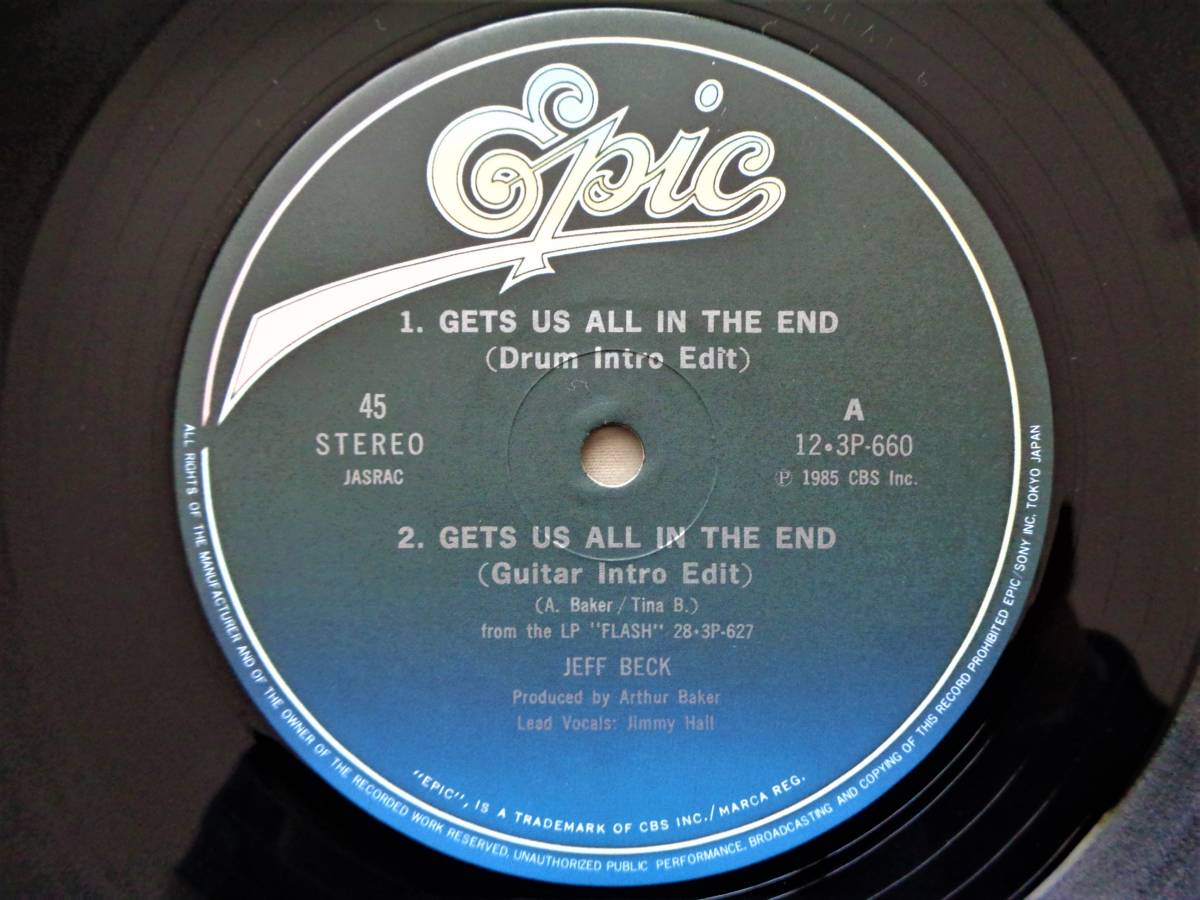 Epic
1. GETS US ALL IN THE END
(Drum Intro Edit)
45
STEREO
JASRAC
A
12•3P-660
Ⓟ 1985 CBS Inc.
2. GETS US ALL IN THE END
(Guitar Intro Edit)
(A. Baker/Tina B.)
from the LP "FLASH" 28•3P-627
JEFF BECK
Produced by Arthur Baker
Lead Vocals: Jimmy Hall
"EPIC", IS A TRADEMARK OF CBS INC./MARCA REG.
ALL RIGHTS OF THE MANUFACTURER AND OF THE OWNER OF THE RECORDED WORK RESERVED, UNAUTHORIZED PUBLIC PERFORMANCE, BROADCASTING AND COPYING OF THIS RECORD PROHIBITED EPIC/SONY INC. TOKYO JAPAN